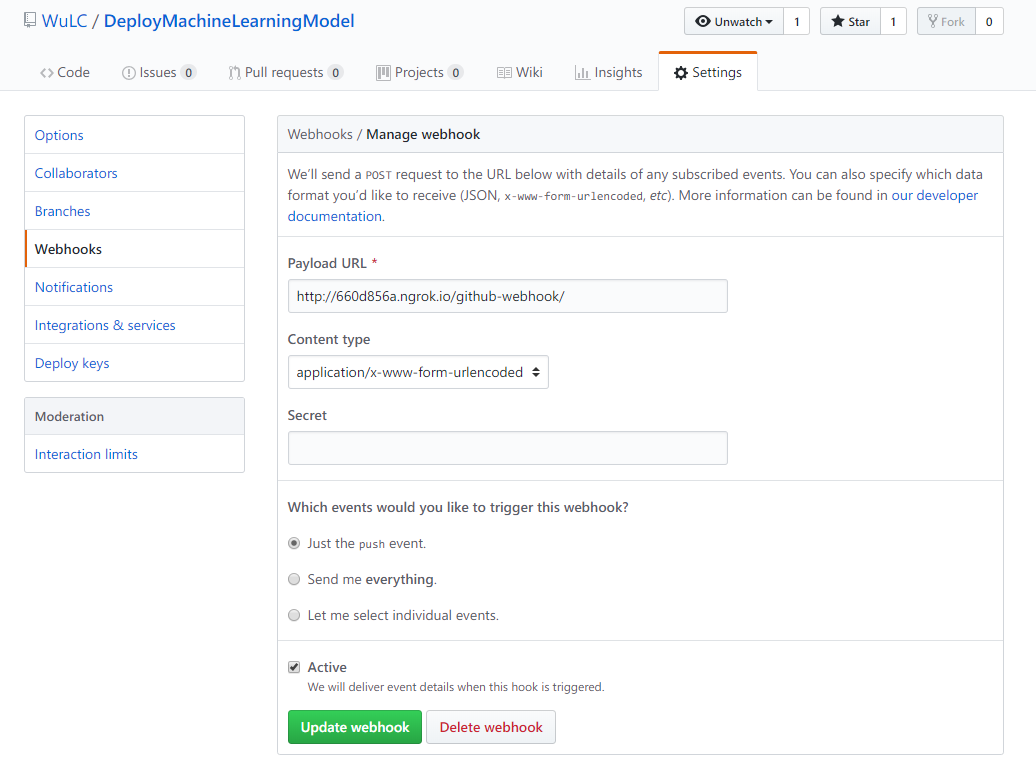 WuLC / DeployMachineLearningModel
Unwatch 1 Star 1 Fork 0
Code Issues 0 Pull requests 0 Projects 0 Wiki Insights Settings
Options
Collaborators
Branches
Webhooks
Notifications
Integrations & services
Deploy keys
Moderation
Interaction limits
Webhooks / Manage webhook
We'll send a POST request to the URL below with details of any subscribed events. You can also specify which data
format you'd like to receive (JSON, x-www-form-urlencoded, etc). More information can be found in our developer
documentation.
Payload URL *
http://660d856a.ngrok.io/github-webhook/
Content type
application/x-www-form-urlencoded
Secret
Which events would you like to trigger this webhook?
Just the push event.
Send me everything.
Let me select individual events.
Active
We will deliver event details when this hook is triggered.
Update webhook Delete webhook